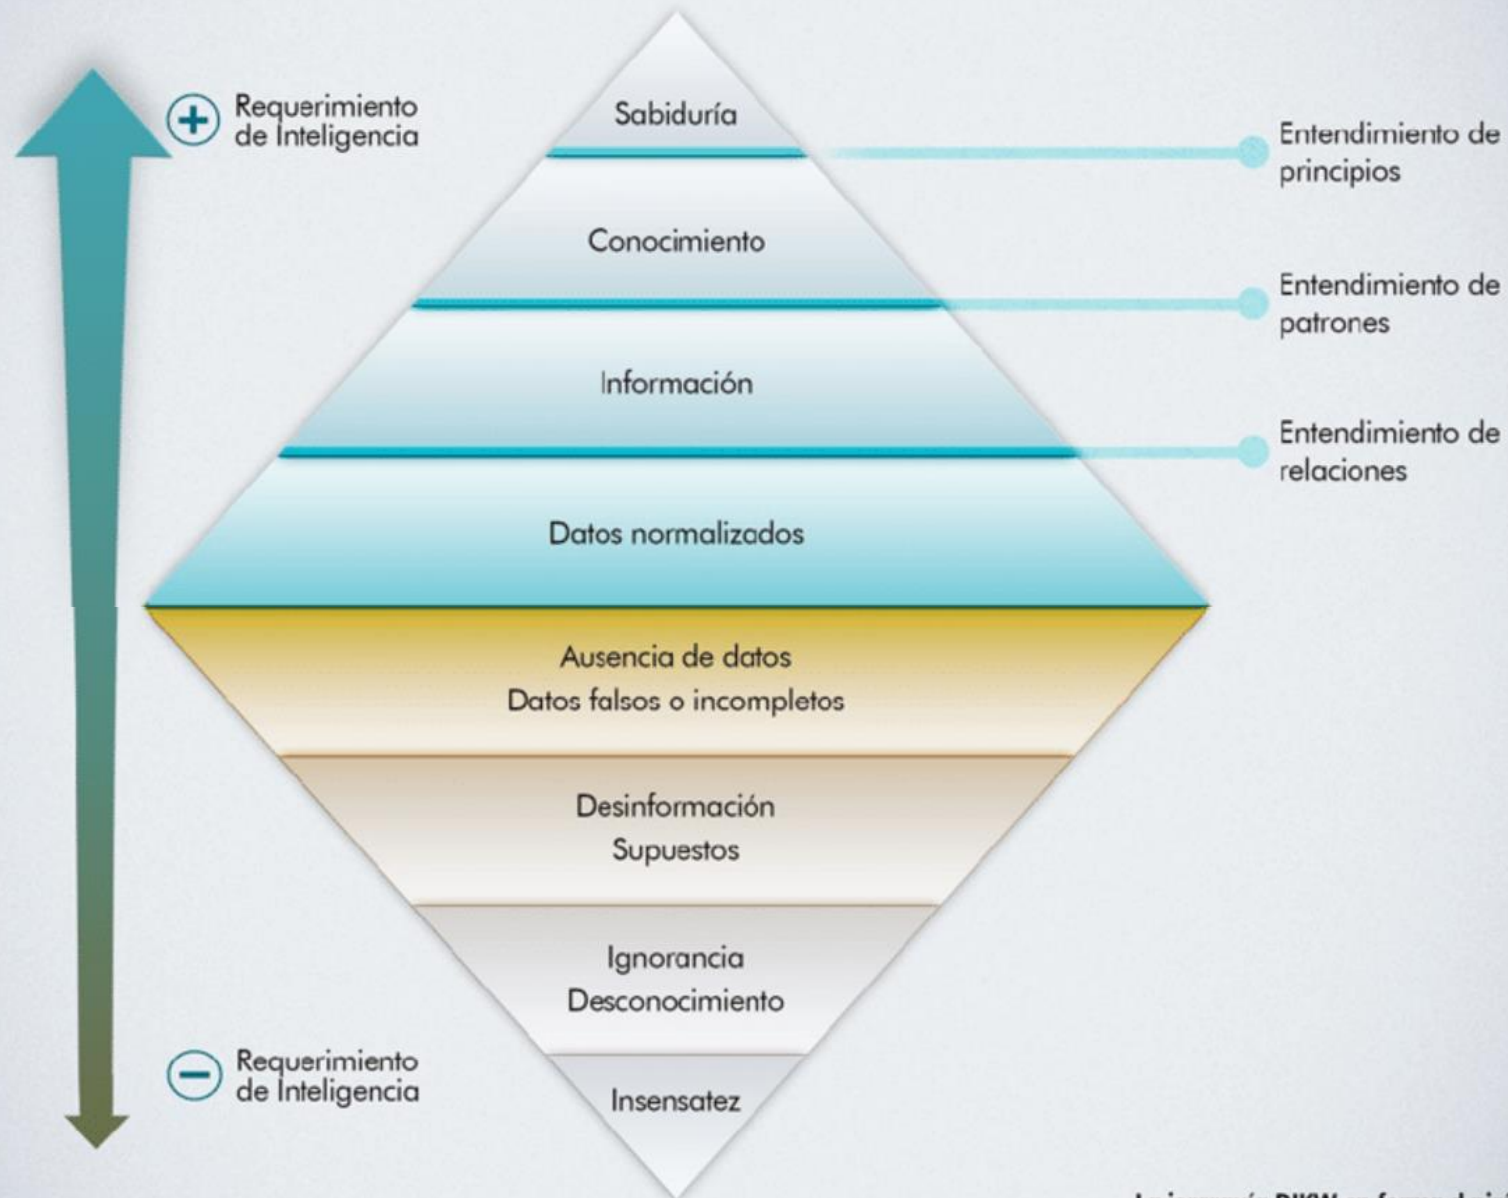 Requerimiento
de Inteligencia
Sabiduría
Entendimiento de
principios
Conocimiento
Entendimiento de
patrones
Información
Entendimiento de
relaciones
Datos normalizados
Ausencia de datos
Datos falsos o incompletos
Desinformación
Supuestos
Ignorancia
Desconocimiento
Requerimiento
de Inteligencia
Insensatez